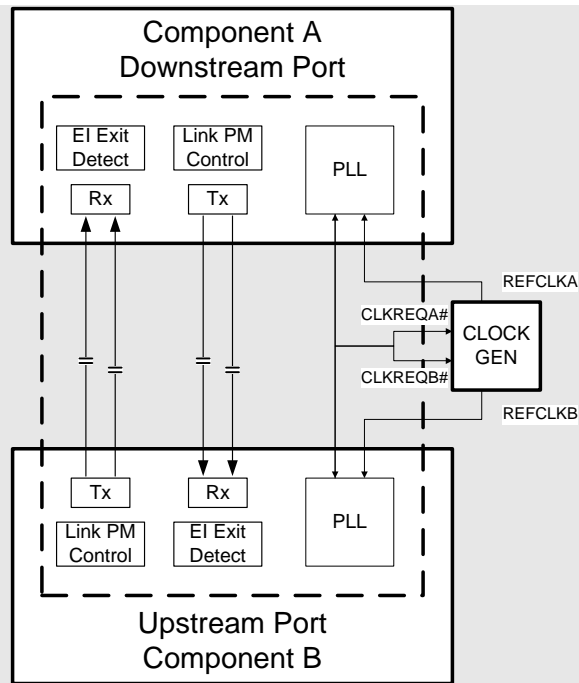 Component A
Downstream Port
EI Exit
Detect
Link PM
Control
PLL
Rx
Tx
REFCLKA
CLKREQA#
CLOCK
GEN
CLKREQB#
REFCLKB
Tx
Rx
PLL
Link PM
Control
EI Exit
Detect
Upstream Port
Component B